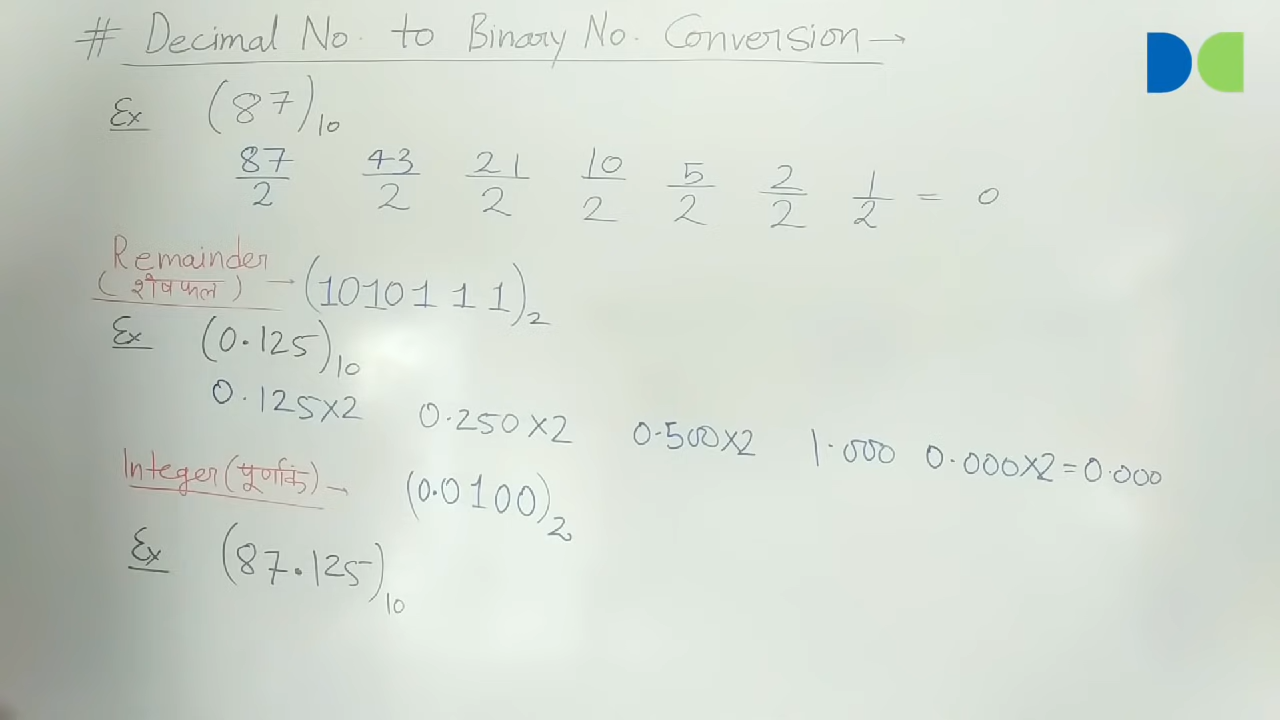 # Decimal No. to Binary No. Conversion →
Ex (87)₁₀
87/2 43/2 21/2 10/2 5/2 2/2 1/2 = 0
Remainder
(शेषफल) → (1010111)₂
Ex (0.125)₁₀
0.125×2 0.250×2 0.500×2 1.000 0.000×2=0.000
Integer (पूर्णांक) → (0.0100)₂
Ex (87.125)₁₀